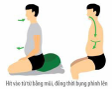 Hít vào từ từ bằng mũi, đồng thời bụng phình lên